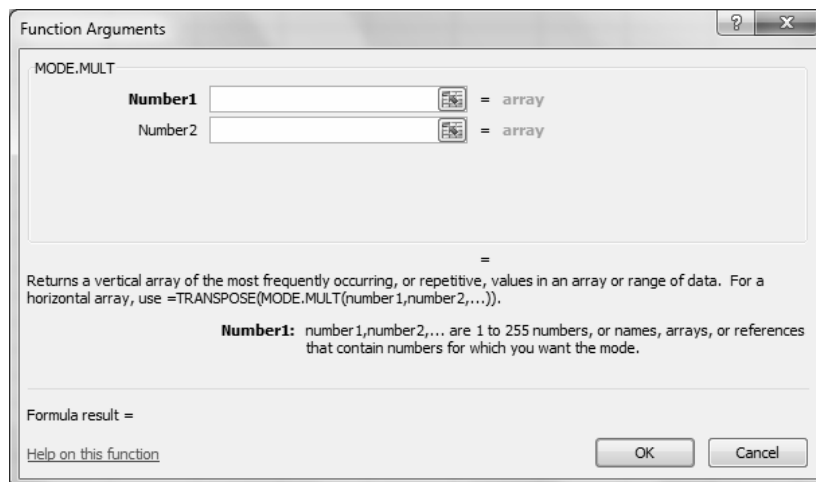 Function Arguments
?
X
MODE.MULT
Number1 = array
Number2 = array
=
Returns a vertical array of the most frequently occurring, or repetitive, values in an array or range of data. For a
horizontal array, use =TRANSPOSE(MODE.MULT(number1,number2,...)).
Number1: number1,number2,... are 1 to 255 numbers, or names, arrays, or references
that contain numbers for which you want the mode.
Formula result =
Help on this function
OK
Cancel